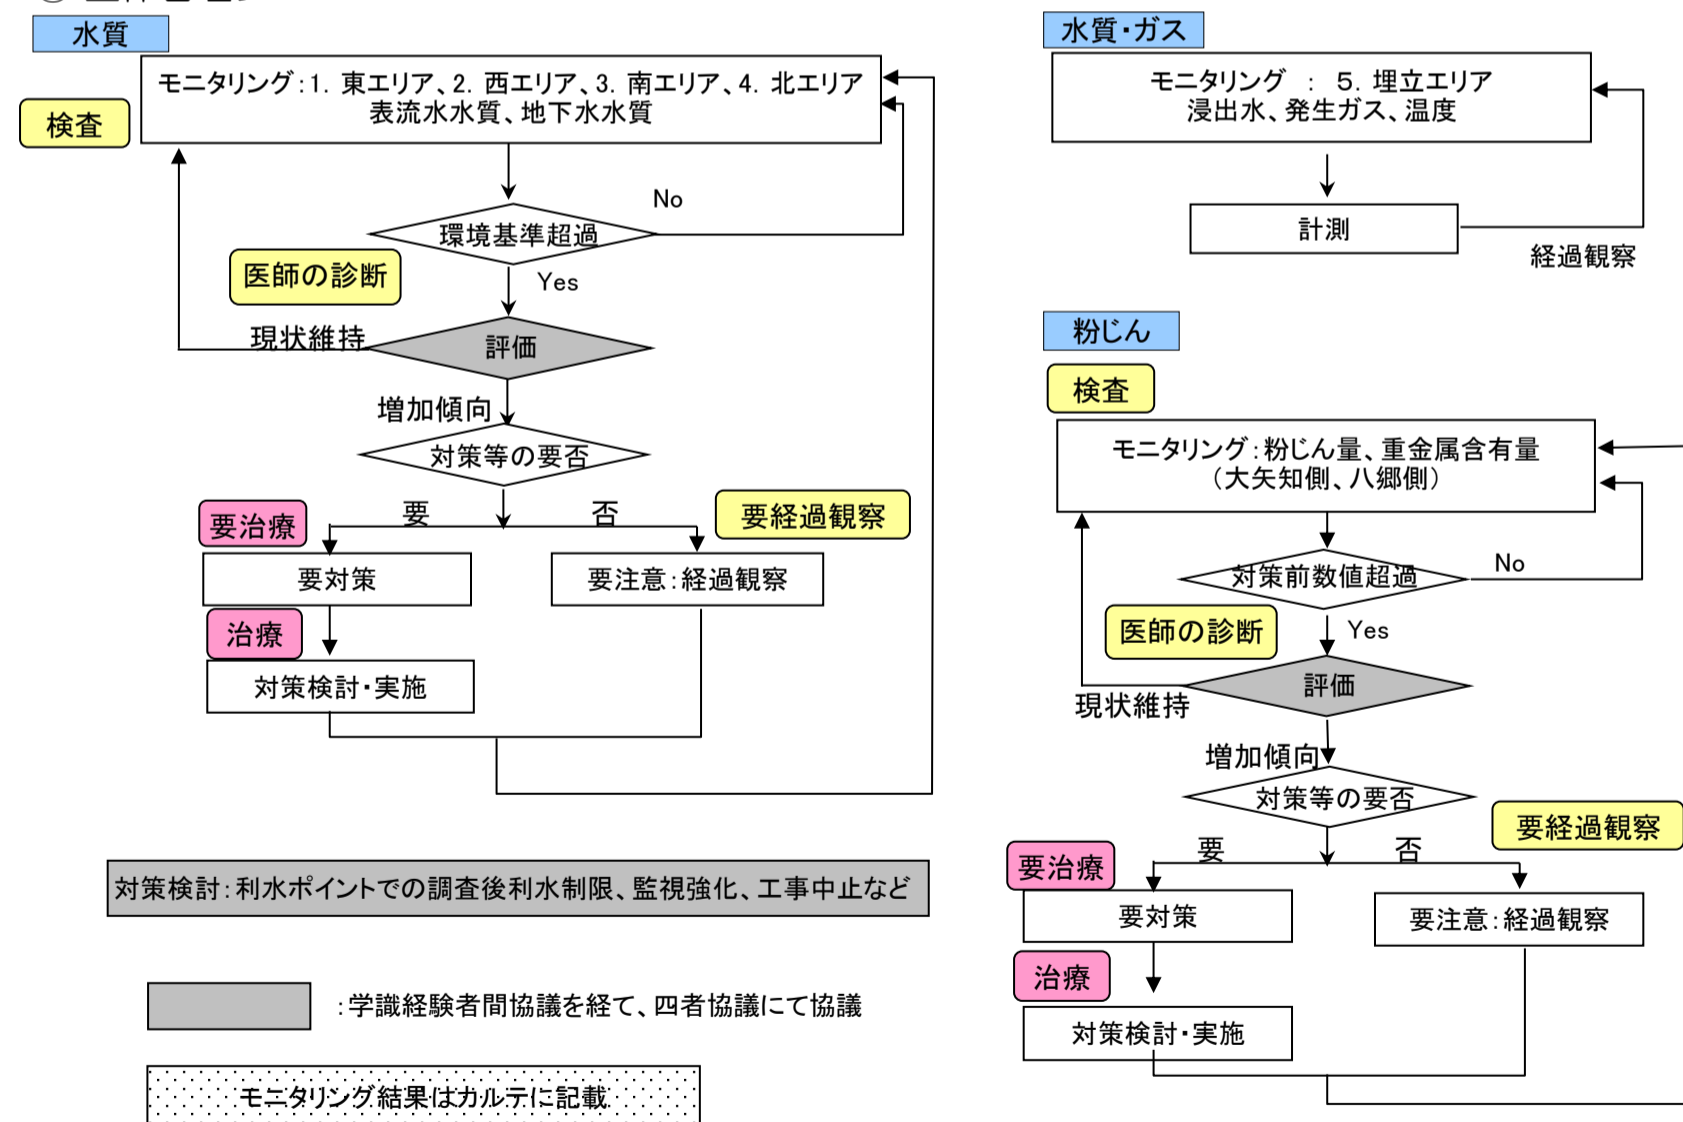 水質
モニタリング：1．東エリア、2．西エリア、3．南エリア、4．北エリア
表流水水質、地下水水質
検査
No
環境基準超過
医師の診断
Yes
現状維持
評価
増加傾向
対策等の要否
要
否
要治療
要経過観察
要対策
要注意：経過観察
治療
対策検討・実施
対策検討：利水ポイントでの調査後利水制限、監視強化、工事中止など
：学識経験者間協議を経て、四者協議にて協議
モニタリング結果はカルテに記載
水質・ガス
モニタリング ： 5．埋立エリア
浸出水、発生ガス、温度
計測
経過観察
粉じん
検査
モニタリング：粉じん量、重金属含有量
（大矢知側、八郷側）
No
対策前数値超過
医師の診断
Yes
評価
現状維持
増加傾向
対策等の要否
要
否
要経過観察
要治療
要対策
要注意：経過観察
治療
対策検討・実施